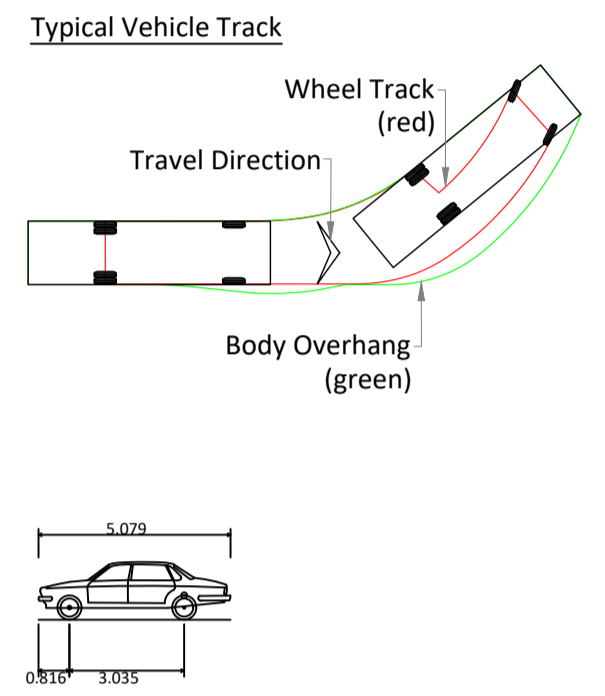 Typical Vehicle Track
Wheel Track
(red)
Travel Direction
Body Overhang
(green)
5.079
0.816
3.035